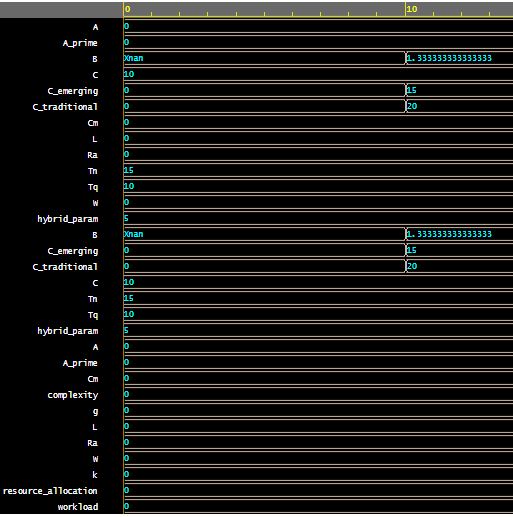 0 10
A 0
A_prime 0
B Xnan 1.333333333333333
C 10
C_emerging 0 15
C_traditional 0 20
Cm 0
L 0
Ra 0
Tn 15
Tq 10
W 0
hybrid_param 5
B Xnan 1.333333333333333
C_emerging 0 15
C_traditional 0 20
C 10
Tn 15
Tq 10
hybrid_param 5
A 0
A_prime 0
Cm 0
complexity 0
g 0
L 0
Ra 0
W 0
k 0
resource_allocation 0
workload 0